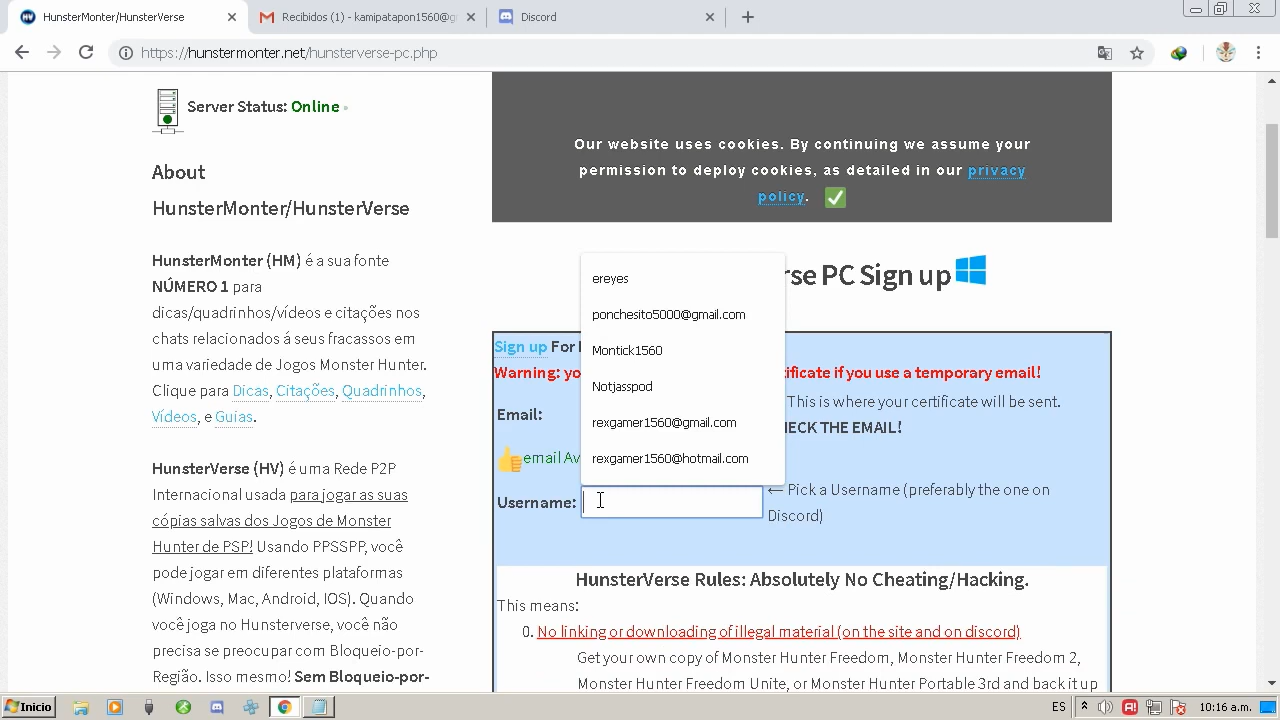 HunsterMonter/HunsterVerse
Recibidos (1) - kamipatapon1560@g
Discord
https://hunstermonter.net/hunsterverse-pc.php
Server Status: Online
About
HunsterMonter/HunsterVerse
HunsterMonter (HM) é a sua fonte
NÚMERO 1 para
dicas/quadrinhos/vídeos e citações nos
chats relacionados á seus fracassos em
uma variedade de Jogos Monster Hunter.
Clique para Dicas, Citações, Quadrinhos,
Vídeos, e Guias.
HunsterVerse (HV) é uma Rede P2P
Internacional usada para jogar as suas
cópias salvas dos Jogos de Monster
Hunter de PSP! Usando PPSSPP, você
pode jogar em diferentes plataformas
(Windows, Mac, Android, IOS). Quando
você joga no Hunsterverse, você não
precisa se preocupar com Bloqueio-por-
Região. Isso mesmo! Sem Bloqueio-por-
Our website uses cookies. By continuing we assume your
permission to deploy cookies, as detailed in our privacy
policy.
rse PC Sign up
Sign up For
Warning: yo
rtificate if you use a temporary email!
Email:
This is where your certificate will be sent.
HECK THE EMAIL!
email Av
ereyes
ponchesito5000@gmail.com
Montick1560
Notjasspod
rexgamer1560@gmail.com
rexgamer1560@hotmail.com
Username:
← Pick a Username (preferably the one on
Discord)
HunsterVerse Rules: Absolutely No Cheating/Hacking.
This means:
0. No linking or downloading of illegal material (on the site and on discord)
Get your own copy of Monster Hunter Freedom, Monster Hunter Freedom 2,
Monster Hunter Freedom Unite, or Monster Hunter Portable 3rd and back it up
Inicio
ES
10:16 a.m.